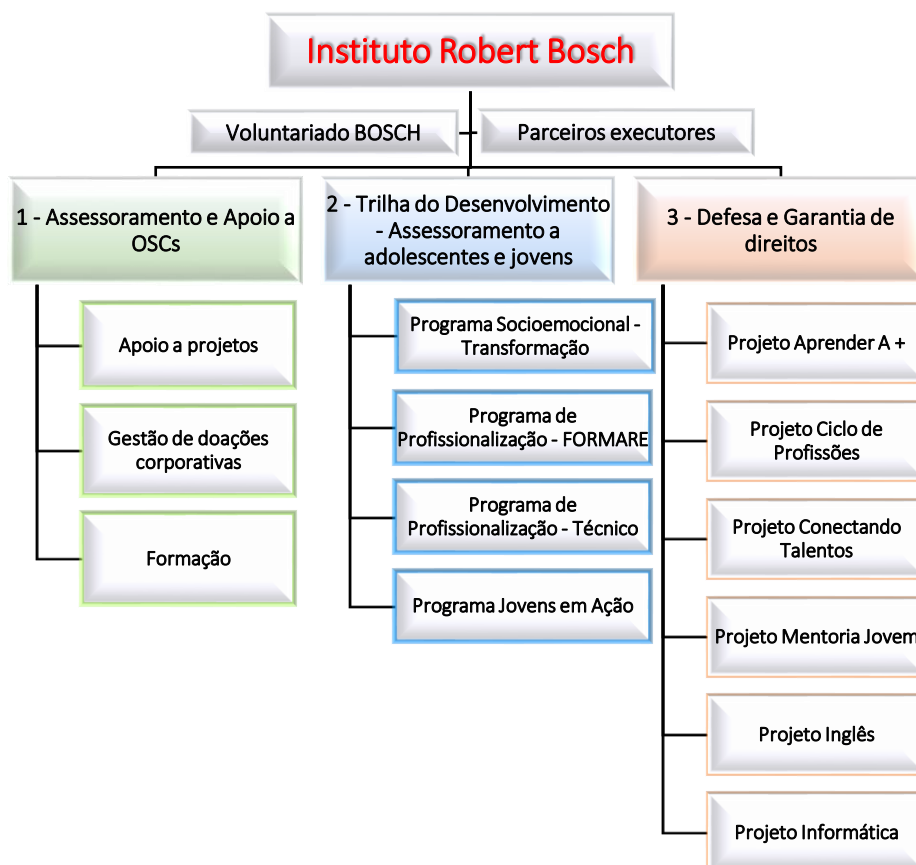 Instituto Robert Bosch
Voluntariado BOSCH
Parceiros executores
1 - Assessoramento e Apoio a
OSCs
Apoio a projetos
Gestão de doações
corporativas
Formação
2 - Trilha do Desenvolvimento
- Assessoramento a
adolescentes e jovens
Programa Socioemocional -
Transformação
Programa de
Profissionalização - FORMARE
Programa de
Profissionalização - Técnico
Programa Jovens em Ação
3 - Defesa e Garantia de
direitos
Projeto Aprender A +
Projeto Ciclo de
Profissões
Projeto Conectando
Talentos
Projeto Mentoria Jovem
Projeto Inglês
Projeto Informática